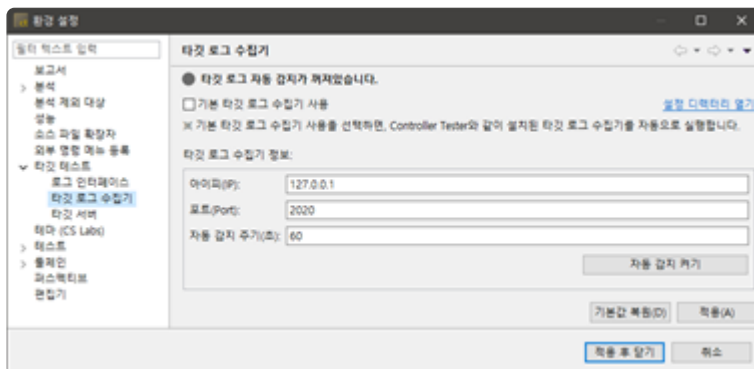 환경 설정
필터 텍스트 입력
보고서
분석
분석 제외 대상
성능
소스 파일 확장자
외부 명령 메뉴 등록
타깃 테스트
로그 인터페이스
타깃 로그 수집기
타깃 서버
테마 (CS Labs)
테스트
툴체인
퍼스펙티브
편집기
타깃 로그 수집기
타깃 로그 자동 감지가 꺼져있습니다.
기본 타깃 로그 수집기 사용
설정 디렉터리 열기
※ 기본 타깃 로그 수집기 사용을 선택하면, Controller Tester와 같이 설치된 타깃 로그 수집기를 자동으로 실행합니다.
타깃 로그 수집기 정보:
아이피(IP): 127.0.0.1
포트(Port): 2020
자동 감지 주기(초): 60
자동 감지 켜기
기본값 복원(D) 적용(A)
적용 후 닫기 취소